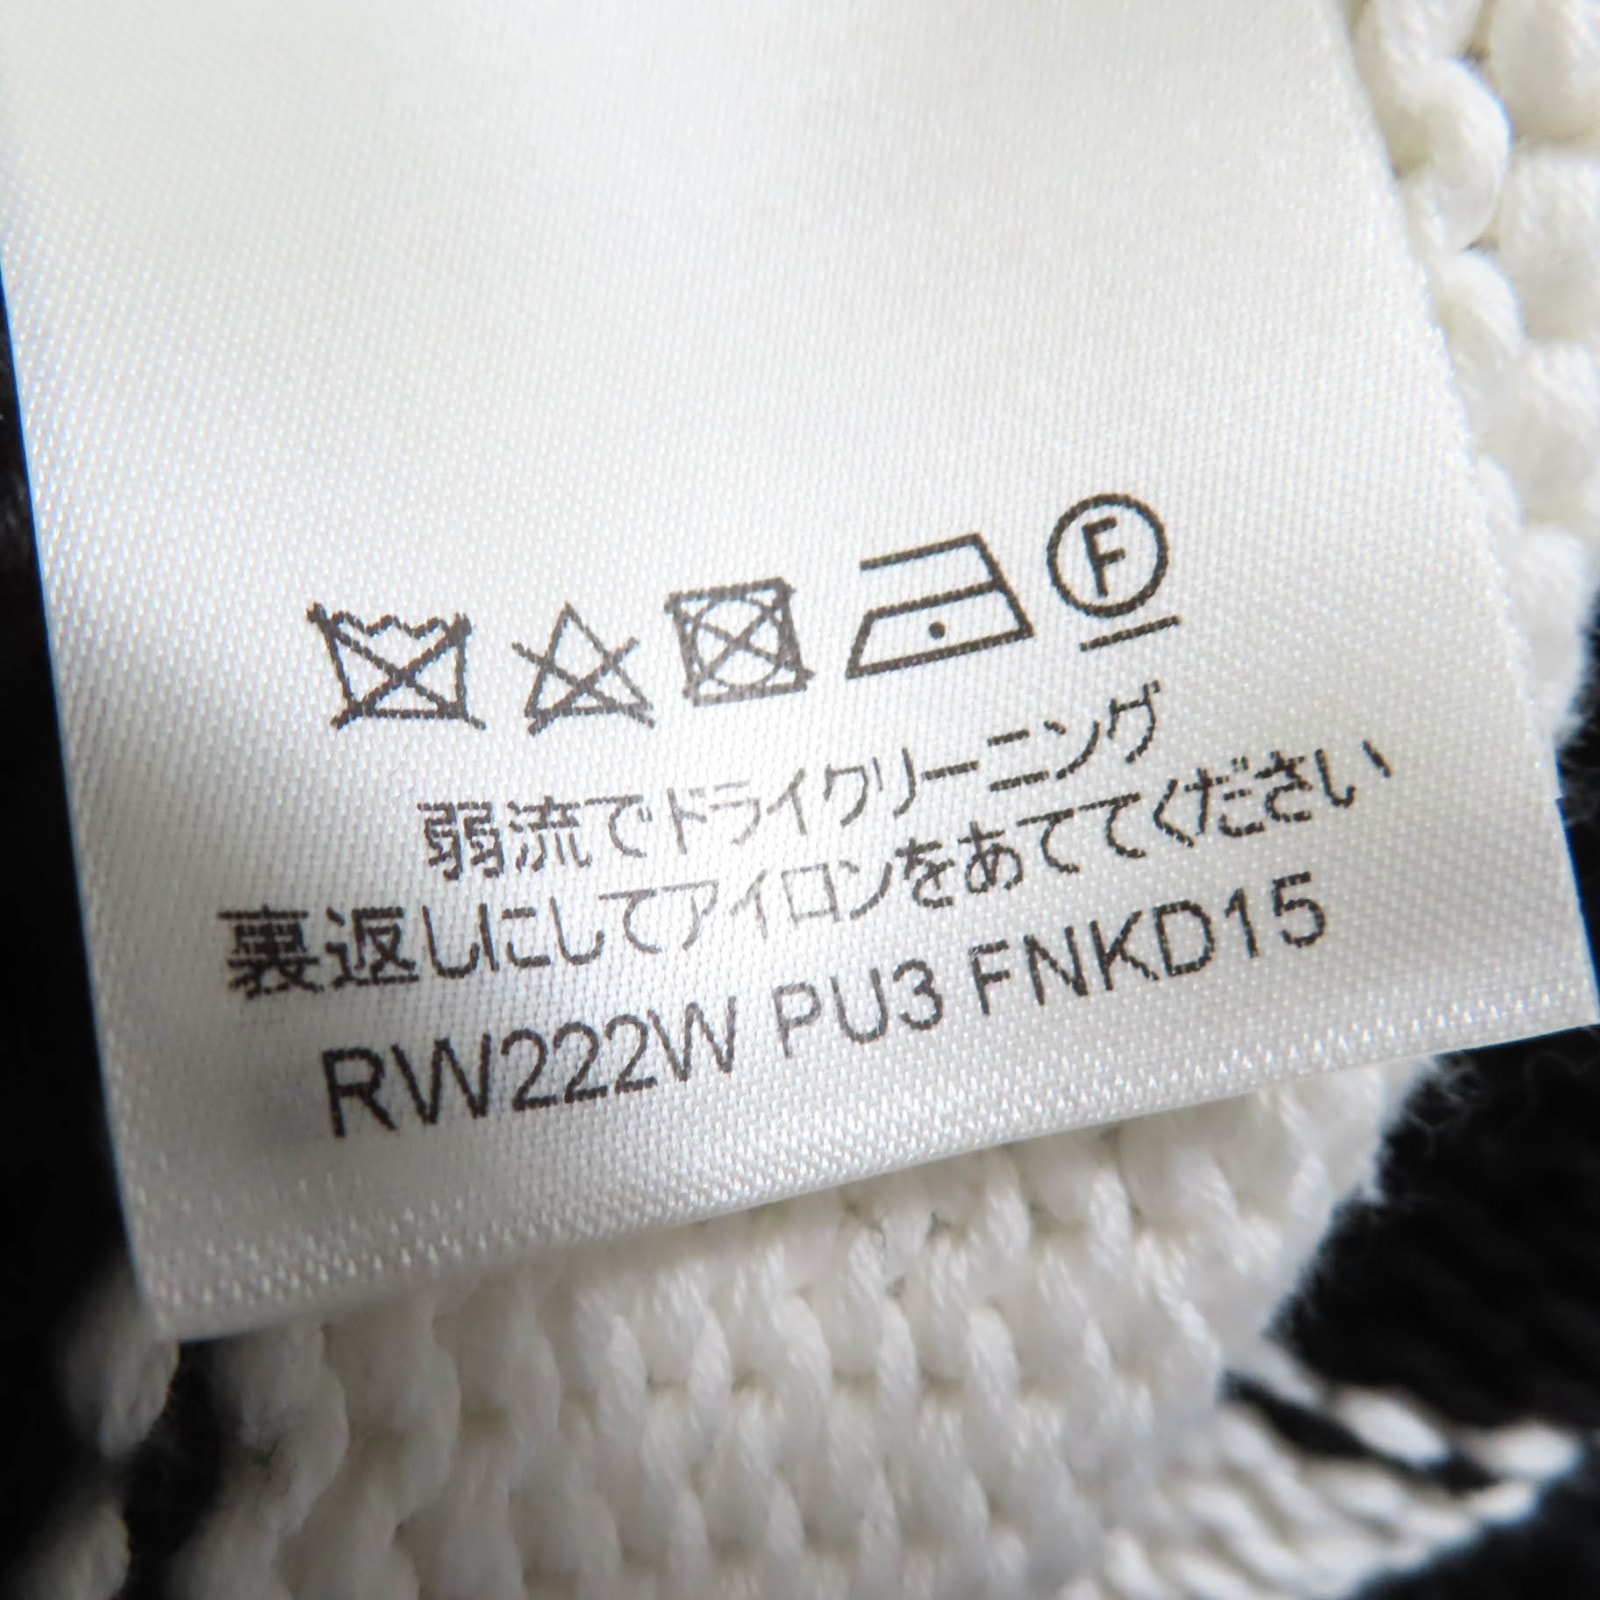 F
弱流でドライクリーニング
裏返しにしてアイロンをあててください
RW222W PU3 FNKD15